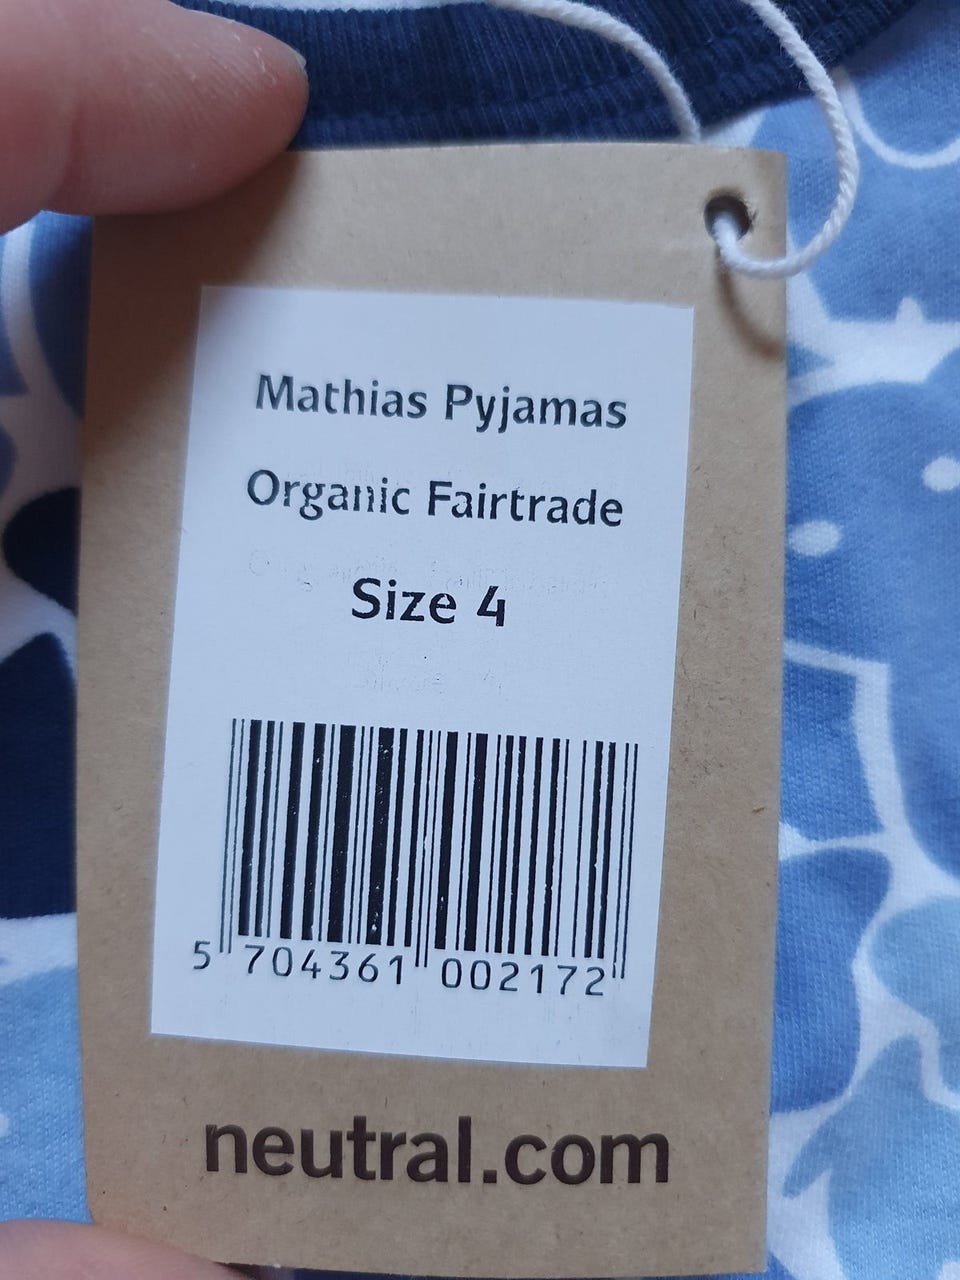 Mathias Pyjamas
Organic Fairtrade
Size 4
5 704361 002172
neutral.com